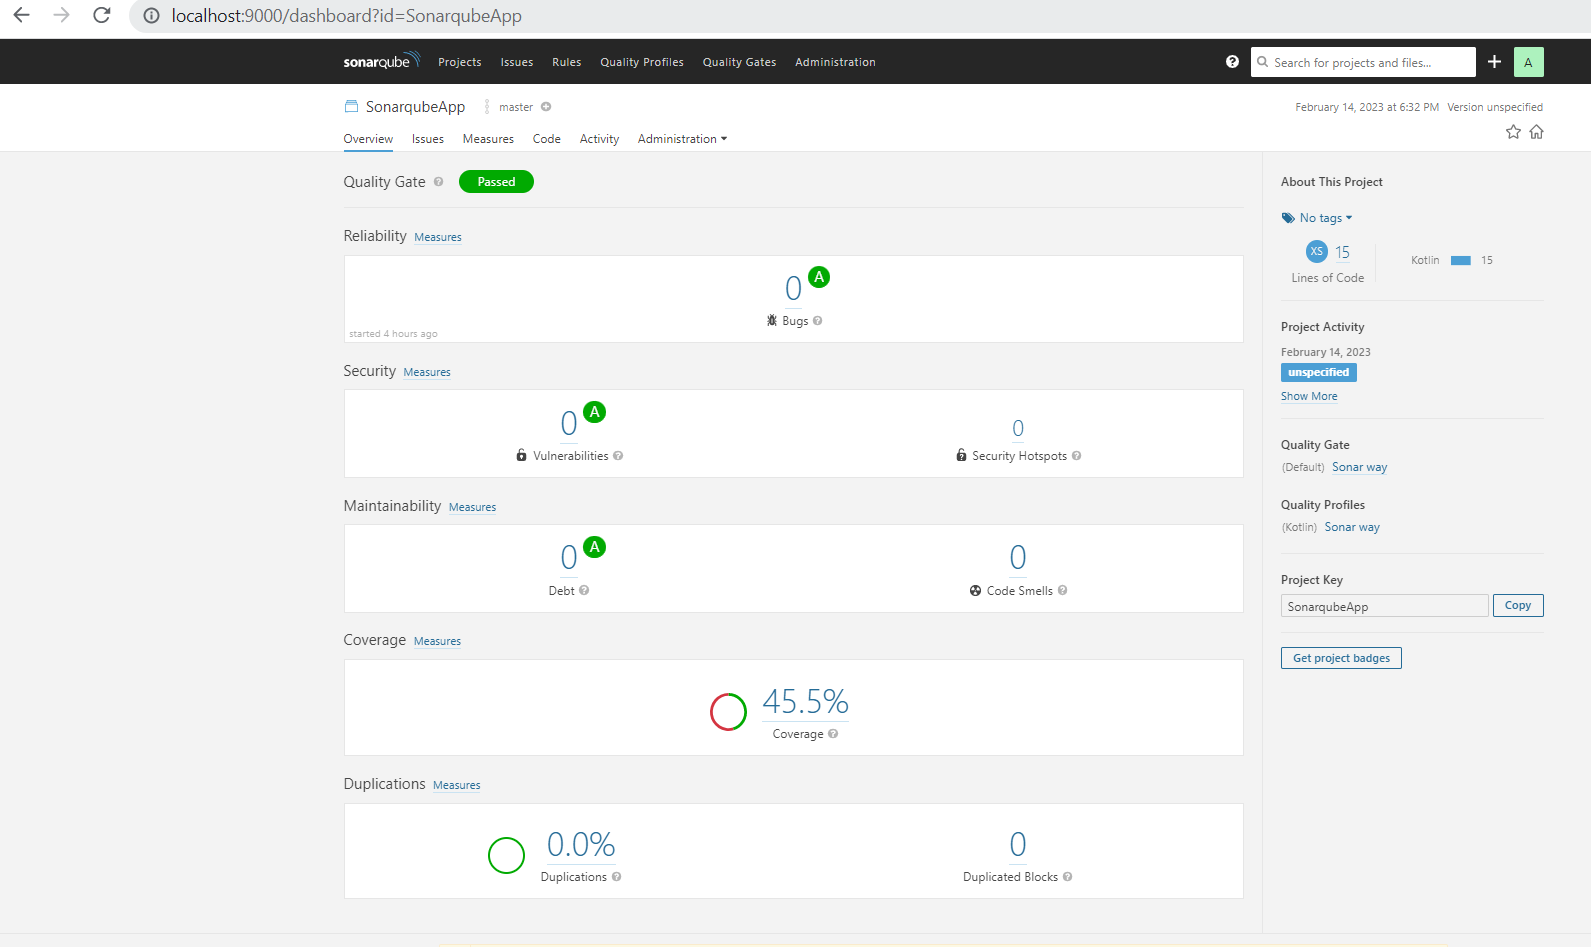 localhost:9000/dashboard?id=SonarqubeApp
sonarqube Projects Issues Rules Quality Profiles Quality Gates Administration Search for projects and files... A
SonarqubeApp master February 14, 2023 at 6:32 PM Version unspecified
Overview Issues Measures Code Activity Administration
Quality Gate Passed
Reliability Measures
0 A
Bugs
started 4 hours ago
Security Measures
0 A
Vulnerabilities
0
Security Hotspots
Maintainability Measures
0 A
Debt
0
Code Smells
Coverage Measures
45.5%
Coverage
Duplications Measures
0.0%
Duplications
0
Duplicated Blocks
About This Project
No tags
XS 15
Lines of Code
Kotlin 15
Project Activity
February 14, 2023
unspecified
Show More
Quality Gate
(Default) Sonar way
Quality Profiles
(Kotlin) Sonar way
Project Key
SonarqubeApp Copy
Get project badges